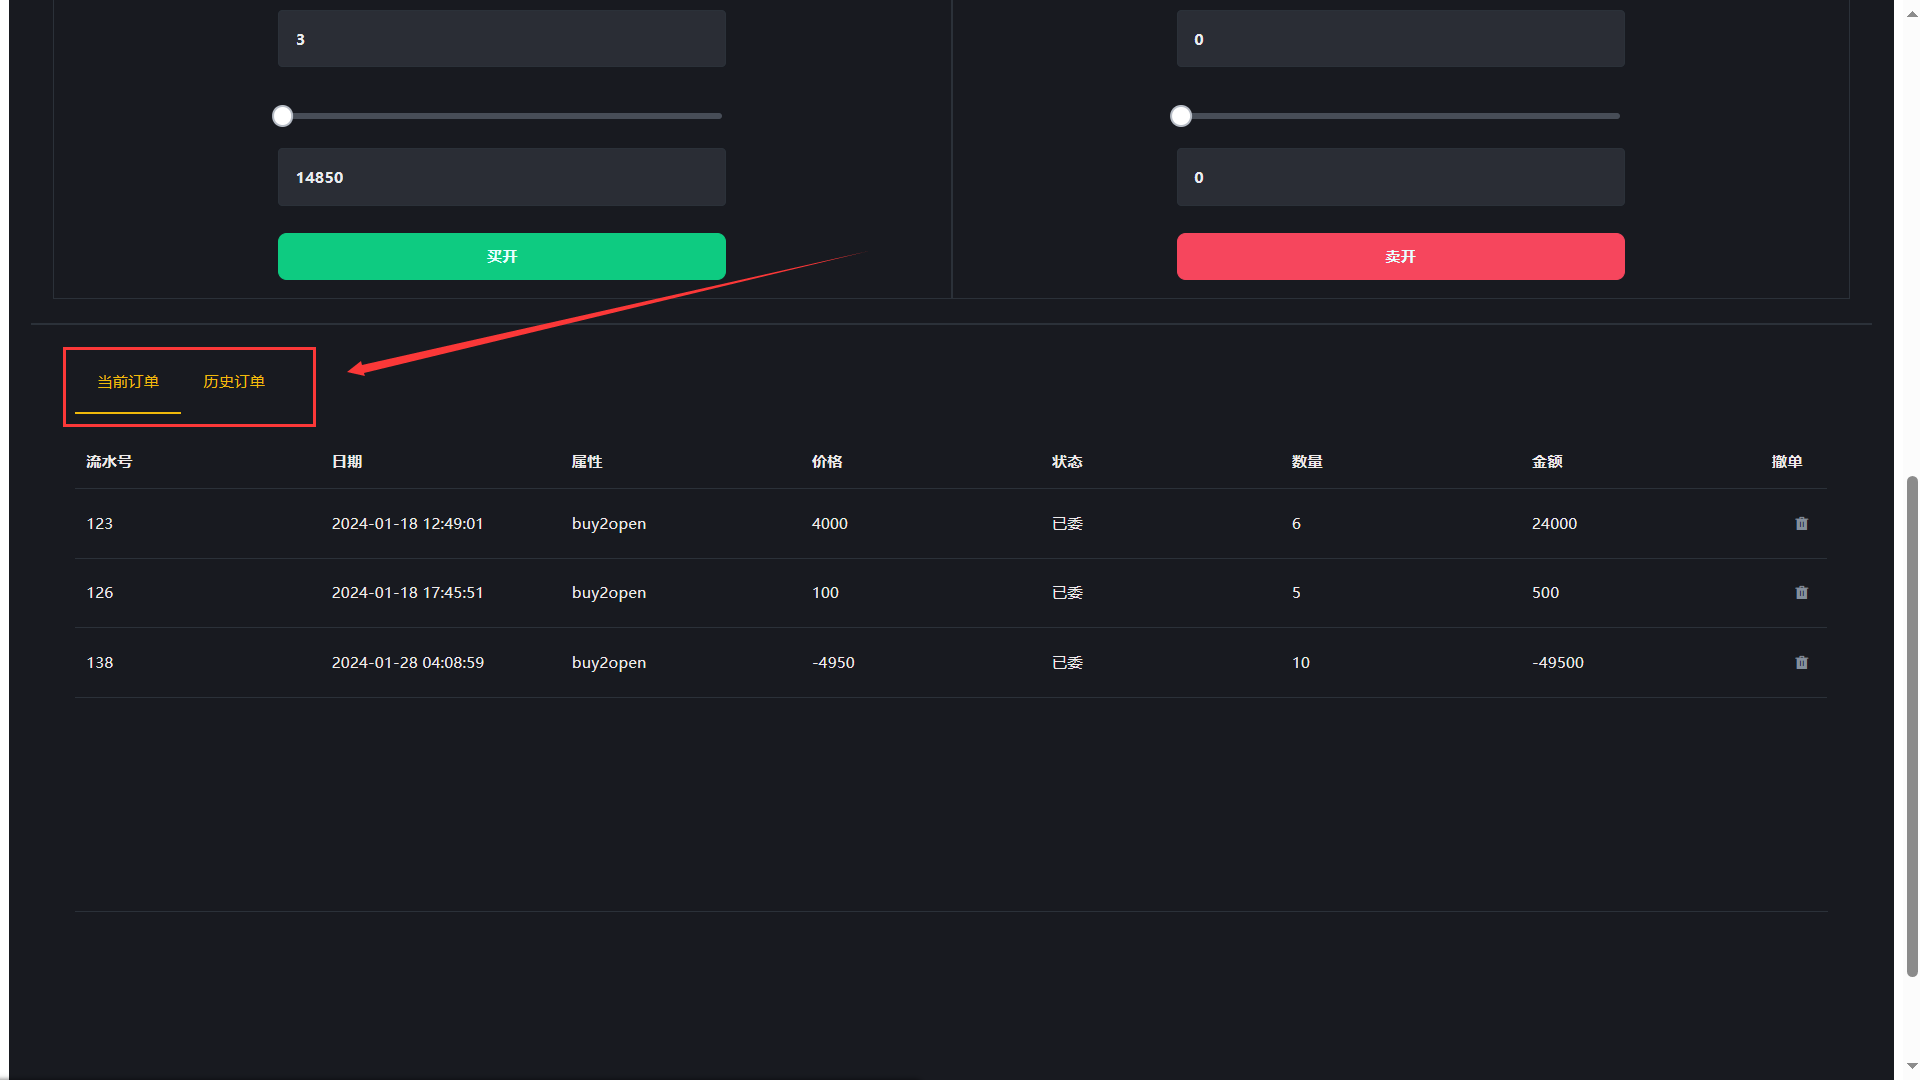 3 0
14850 0
买开 卖开
当前订单 历史订单
流水号 日期 属性 价格 状态 数量 金额 撤单
123 2024-01-18 12:49:01 buy2open 4000 已委 6 24000
126 2024-01-18 17:45:51 buy2open 100 已委 5 500
138 2024-01-28 04:08:59 buy2open -4950 已委 10 -49500